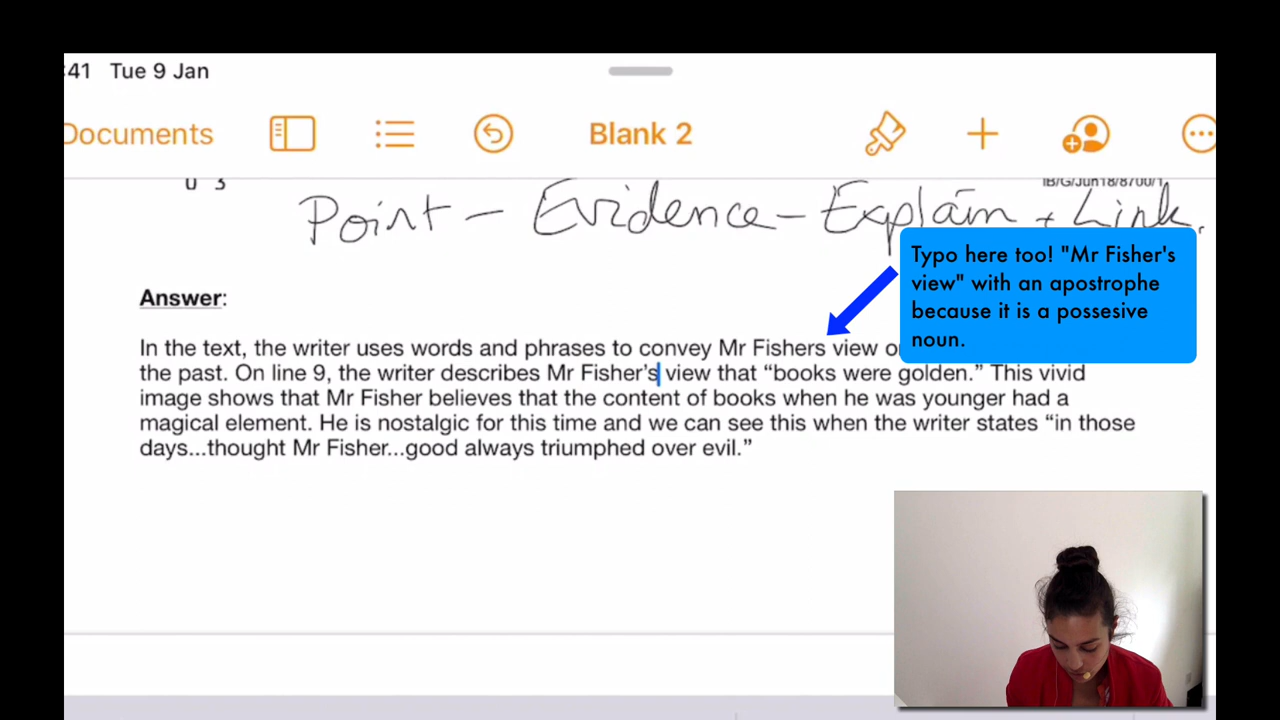 :41 Tue 9 Jan
Documents Blank 2
IB/G/Jun18/8700/1
0 3
Point - Evidence - Explain + Link.
Typo here too! "Mr Fisher's
view" with an apostrophe
because it is a possesive
noun.
Answer:
In the text, the writer uses words and phrases to convey Mr Fishers view
the past. On line 9, the writer describes Mr Fisher’s view that “books were golden.” This vivid
image shows that Mr Fisher believes that the content of books when he was younger had a
magical element. He is nostalgic for this time and we can see this when the writer states “in those
days...thought Mr Fisher...good always triumphed over evil.”